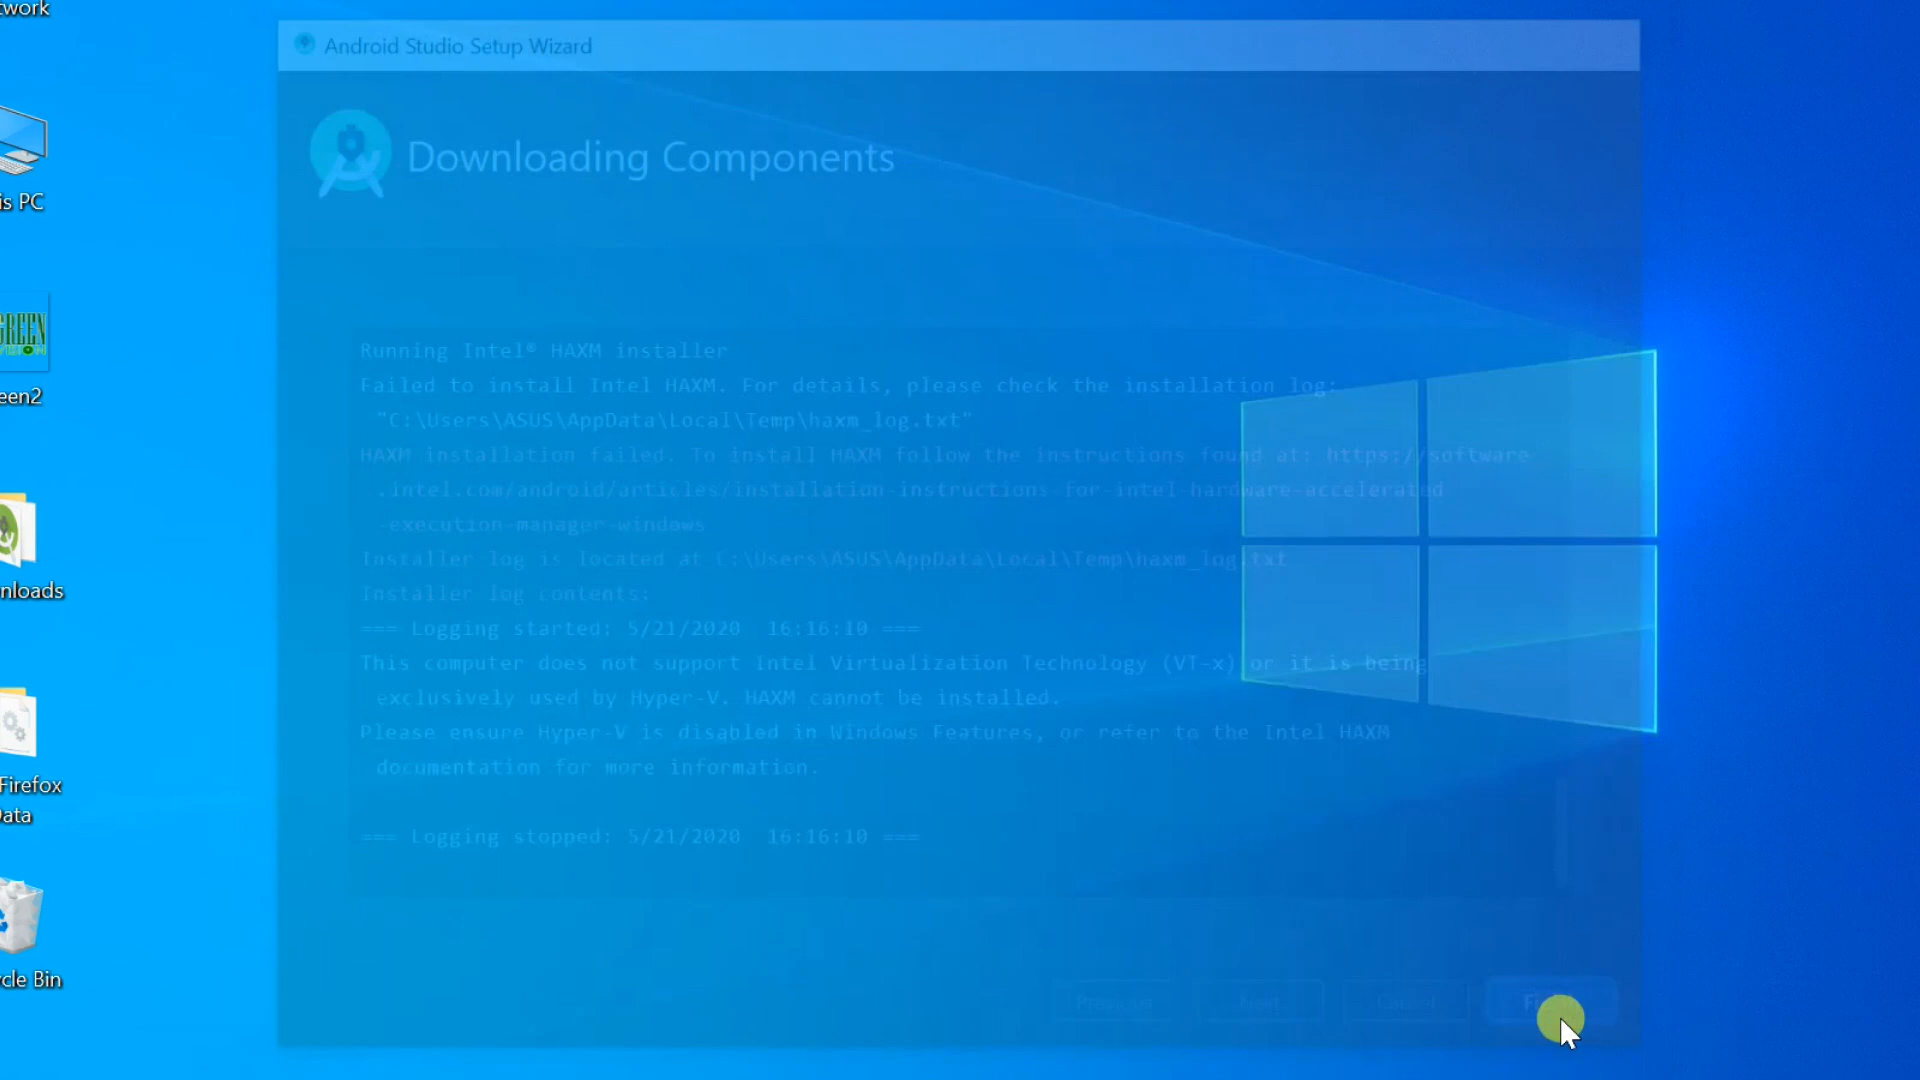 twork
Android Studio Setup Wizard
Downloading Components
is PC
Running Intel® HAXM installer
Failed to install Intel HAXM. For details, please check the installation log:
"C:\Users\ASUS\AppData\Local\Temp\haxm_log.txt"
HAXM installation failed. To install HAXM follow the instructions found at: https://software
.intel.com/android/articles/installation-instructions-for-intel-hardware-accelerated
-execution-manager-windows
Installer log is located at C:\Users\ASUS\AppData\Local\Temp\haxm_log.txt
Installer log contents:
=== Logging started: 5/21/2020 16:16:10 ===
This computer does not support Intel Virtualization Technology (VT-x) or it is being
exclusively used by Hyper-V. HAXM cannot be installed.
Please ensure Hyper-V is disabled in Windows Features, or refer to the Intel HAXM
documentation for more information.
=== Logging stopped: 5/21/2020 16:16:10 ===
GREEN
een2
nloads
Firefox
Data
cle Bin
Previous
Next
Cancel